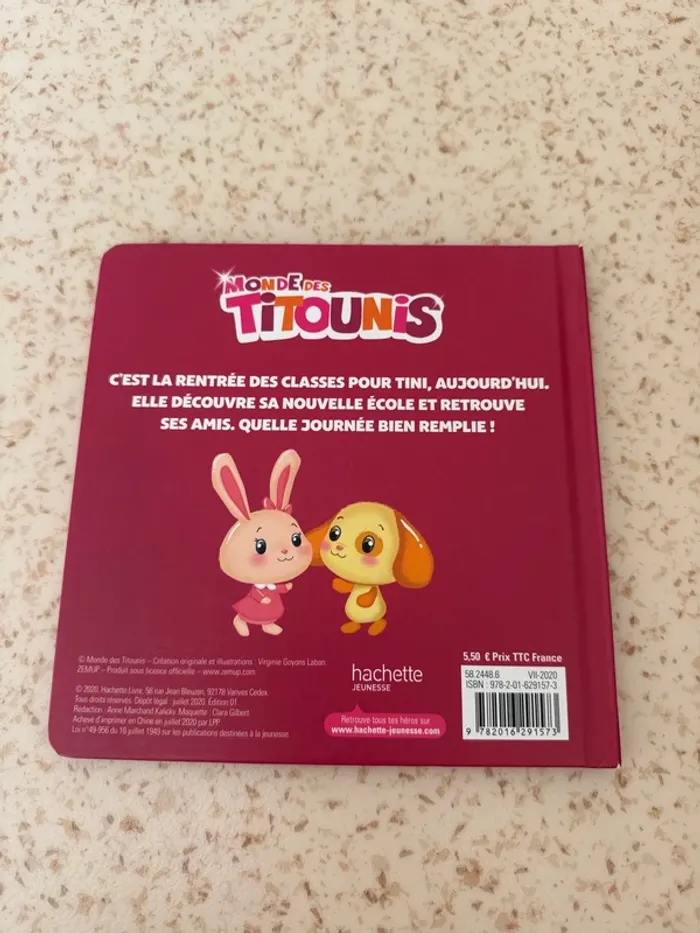 MONDE DES
TITOUNIS
C'EST LA RENTRÉE DES CLASSES POUR TINI, AUJOURD'HUI.
ELLE DÉCOUVRE SA NOUVELLE ÉCOLE ET RETROUVE
SES AMIS. QUELLE JOURNÉE BIEN REMPLIE !
© Monde des Titounis – Création originale et illustrations : Virginie Goyons Laban.
ZEMUP – Produit sous licence officielle – www.zemup.com
© 2020, Hachette Livre, 58 rue Jean Bleuzen, 92178 Vanves Cedex.
Tous droits réservés. Dépôt légal : juillet 2020. Édition 01
Rédaction : Anne Marchand Kalicky. Maquette : Clara Gilbert.
Achevé d'imprimer en Chine en juillet 2020 par LPP.
Loi n°49-956 du 16 juillet 1949 sur les publications destinées à la jeunesse.
hachette
JEUNESSE
Retrouve tous tes héros sur
www.hachette-jeunesse.com
5,50 € Prix TTC France
58.2448.6 VII-2020
ISBN : 978-2-01-629157-3
9 782016 291573